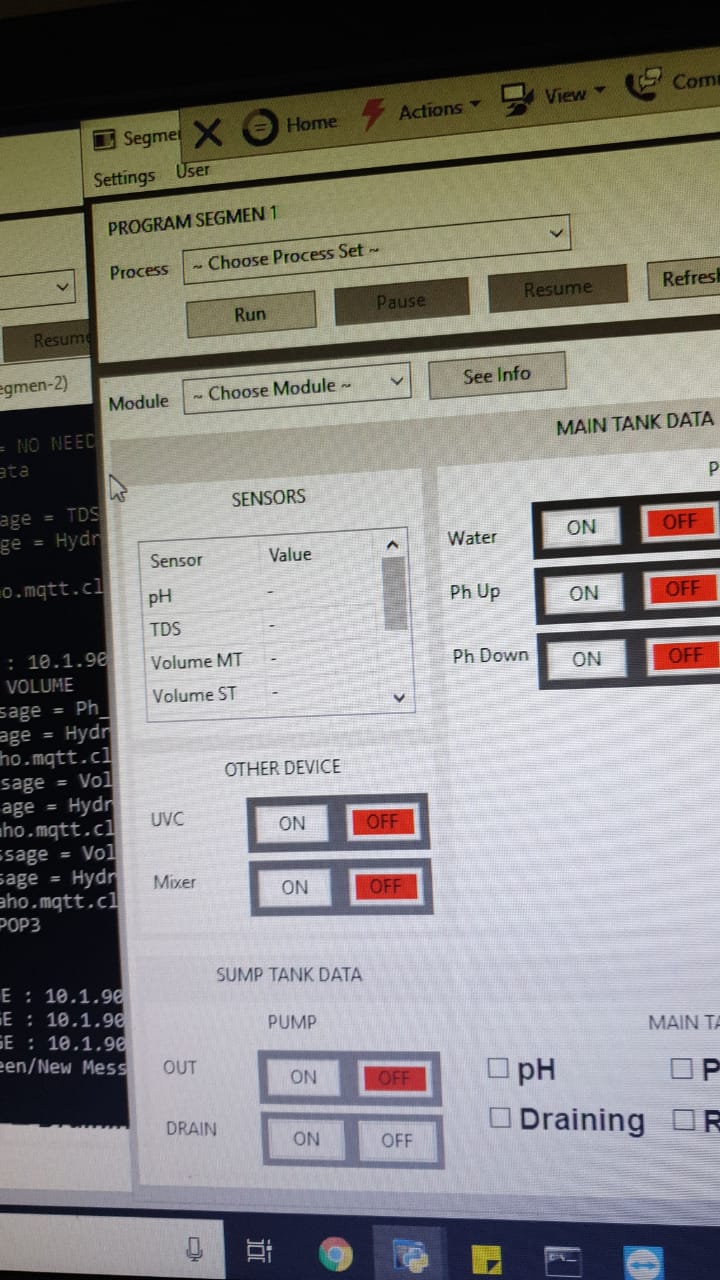 Segme
Home
Actions
View
Com
Settings
User
PROGRAM SEGMEN 1
Process
~ Choose Process Set ~
Run
Pause
Resume
Refresh
Resume
egmen-2)
Module
~ Choose Module ~
See Info
MAIN TANK DATA
P
= NO NEED
ata
sage = TDS
ge = Hydr
o.mqtt.cl
: 10.1.90
VOLUME
sage = Ph_
age = Hydr
ho.mqtt.cl
ssage = Vol
age = Hydr
aho.mqtt.cl
ssage = Vol
sage = Hydr
aho.mqtt.cl
POP3
E : 10.1.90
GE : 10.1.90
GE : 10.1.90
een/New Mess
SENSORS
Sensor Value
pH -
TDS -
Volume MT -
Volume ST -
Water ON OFF
Ph Up ON OFF
Ph Down ON OFF
OTHER DEVICE
UVC ON OFF
Mixer ON OFF
SUMP TANK DATA
PUMP
OUT ON OFF
DRAIN ON OFF
MAIN TA
pH
P
Draining
R